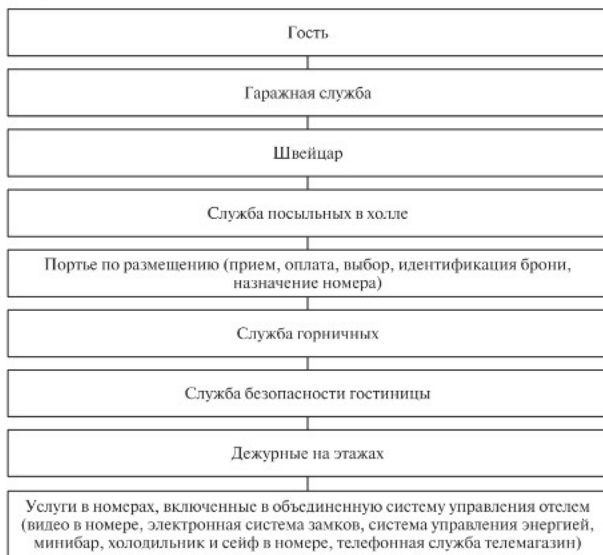 Гость
Гаражная служба
Швейцар
Служба посыльных в холле
Портье по размещению (прием, оплата, выбор, идентификация брони,
назначение номера)
Служба горничных
Служба безопасности гостиницы
Дежурные на этажах
Услуги в номерах, включенные в объединенную систему управления отелем
(видео в номере, электронная система замков, система управления энергией,
минибар, холодильник и сейф в номере, телефонная служба телемагазин)